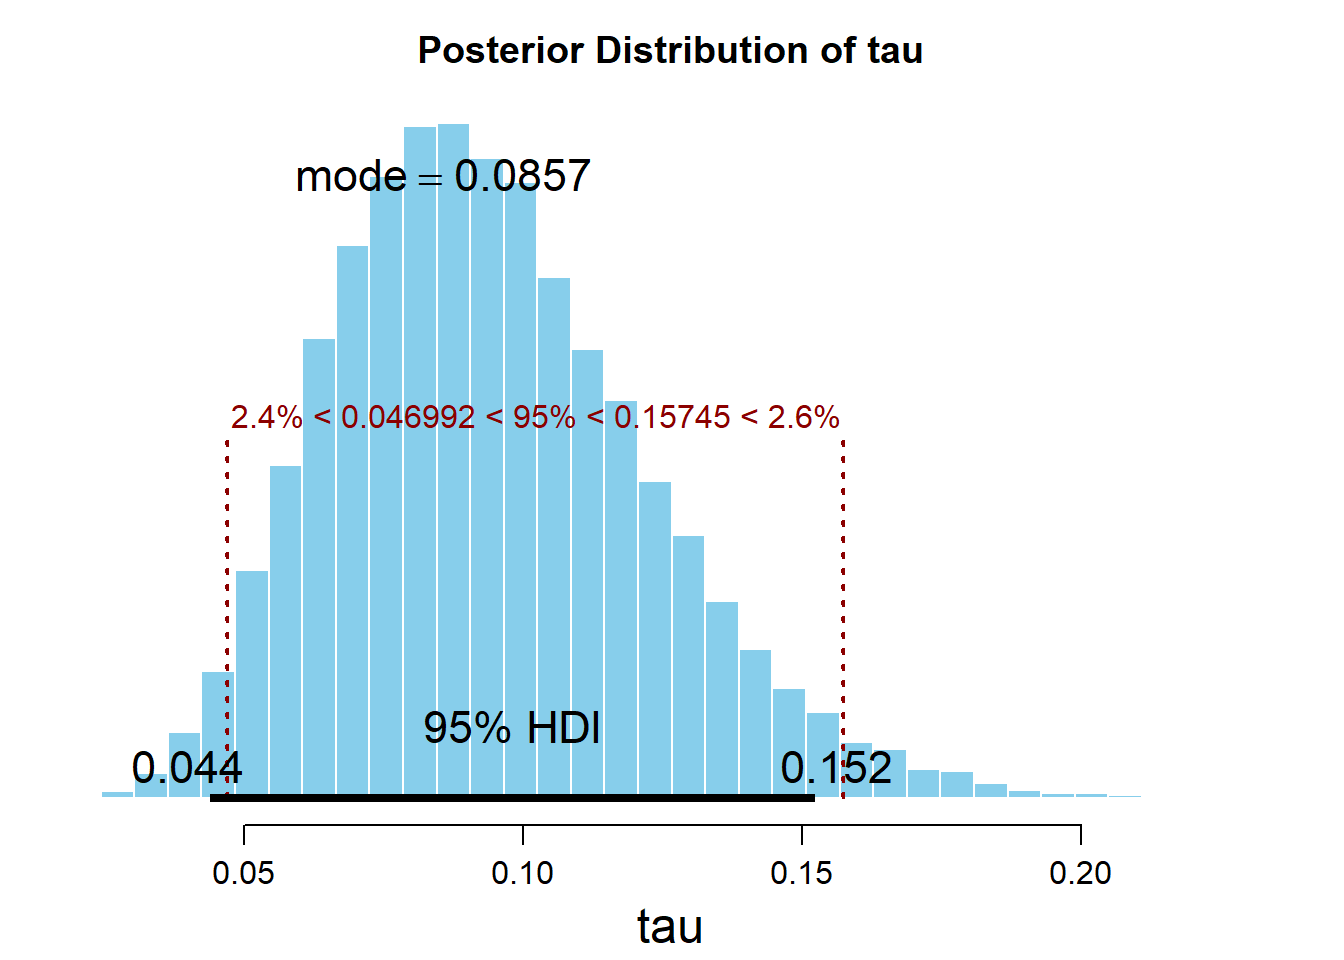 Posterior Distribution of tau
mode = 0.0857
2.4% < 0.046992 < 95% < 0.15745 < 2.6%
95% HDI
0.044 0.152
0.05 0.10 0.15 0.20
tau